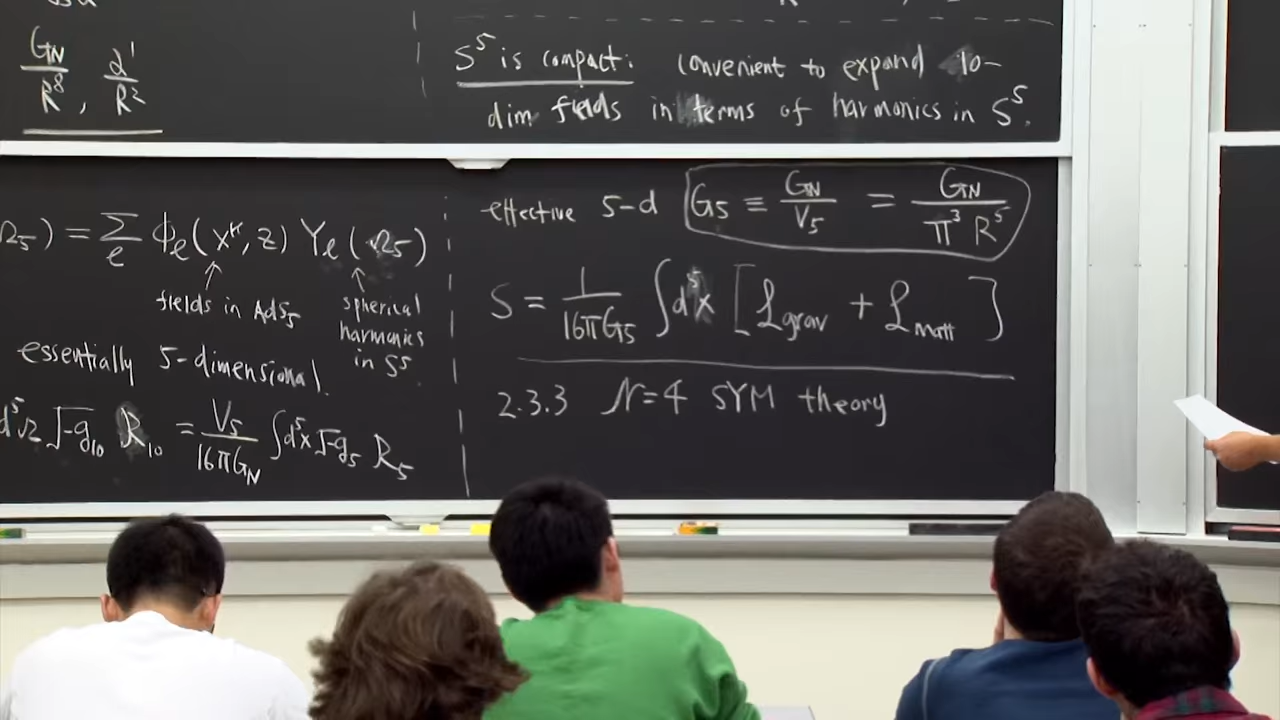 G_N/R^8 , α'/R^2
S^5 is compact: convenient to expand 10-
dim fields in terms of harmonics in S^5.
Ω_5) = Σ_ℓ ϕ_ℓ(x^μ, z) Y_ℓ(Ω_5)
↑ ↑
fields in AdS_5
spherical
harmonics
in S^5
essentially 5-dimensional.
d^5Ω √-g_10 R_10 = V_5/16πG_N ∫d^5x √-g_5 R_5
effective 5-d G_5 ≡ G_N/V_5 = G_N/π^3 R^5
S = 1/16πG_5 ∫d^5x [ℒ_grav + ℒ_matt]
2.3.3 𝒩=4 SYM theory